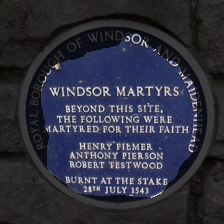 ROYAL BOROUGH OF WINDSOR AND MAIDENHEAD
WINDSOR MARTYRS
BEYOND THIS SITE,
THE FOLLOWING WERE
MARTYRED FOR THEIR FAITH
HENRY FILMER
ANTHONY PIERSON
ROBERT TESTWOOD
BURNT AT THE STAKE
28TH JULY 1543